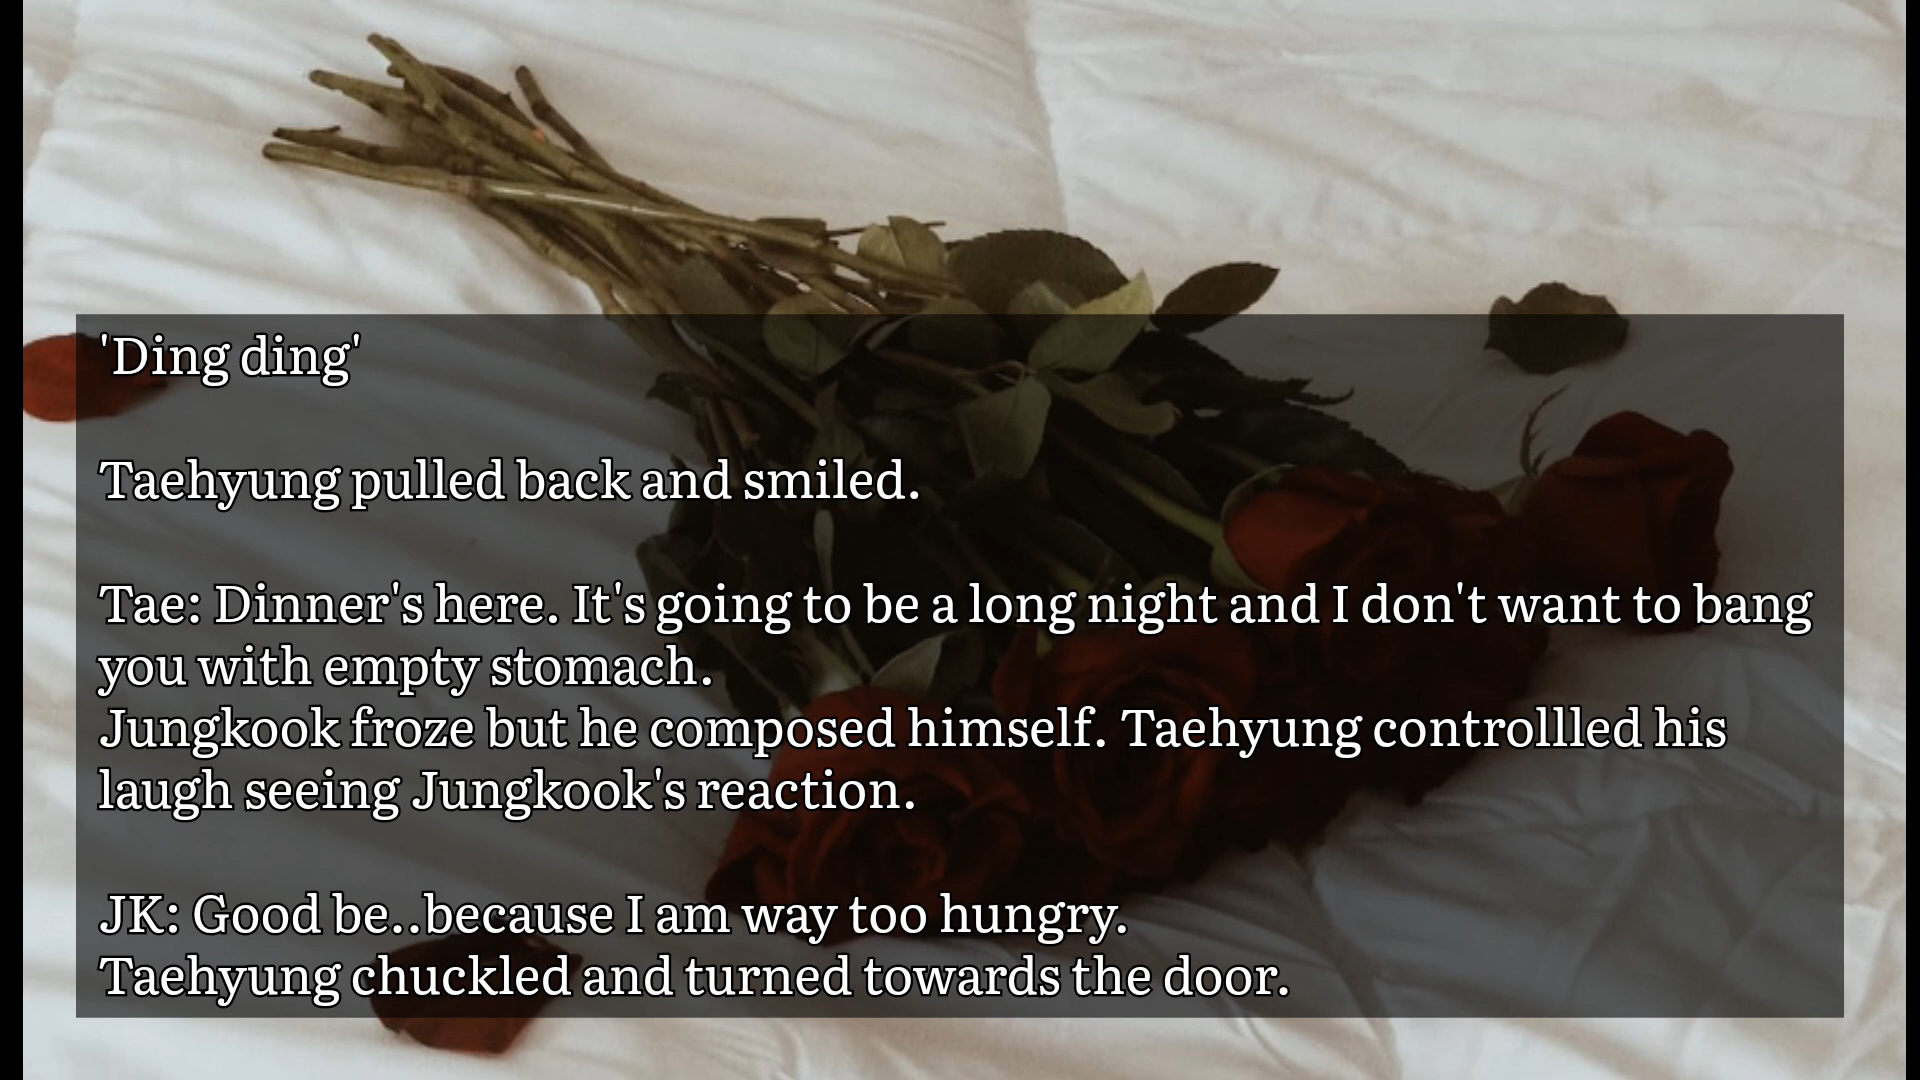 'Ding ding'
Taehyung pulled back and smiled.
Tae: Dinner's here. It's going to be a long night and I don't want to bang
you with empty stomach.
Jungkook froze but he composed himself. Taehyung controllled his
laugh seeing Jungkook's reaction.
JK: Good be..because I am way too hungry.
Taehyung chuckled and turned towards the door.